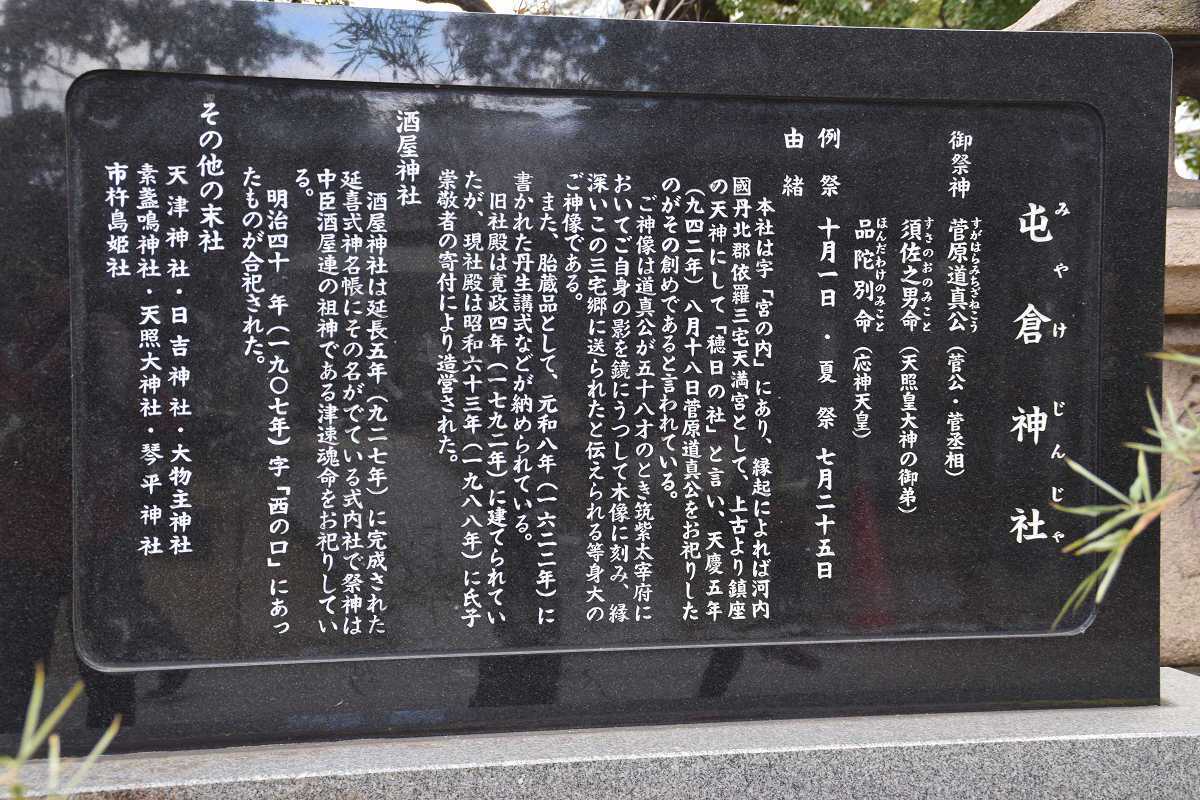 屯倉神社
みやけじんじゃ
御祭神　菅原道真公（菅公・菅丞相）
すがはらみちざねこう
須佐之男命（天照皇大神の御弟）
すさのおのみこと
品陀別命（応神天皇）
ほんだわけのみこと
例祭　十月一日・夏祭　七月二十五日
由緒
本社は字「宮の内」にあり、縁起によれば河内
國丹北郡依羅三宅天満宮として、上古より鎮座
の天神にして「穂日の社」と言い、天慶五年
（九四二年）八月十八日菅原道真公をお祀りした
のがその創めであると言われている。
ご神像は道真公が五十八才のとき筑紫太宰府に
おいてご自身の影を鏡にうつして木像に刻み、縁
深いこの三宅郷に送られたと伝えられる等身大の
ご神像である。
また、胎蔵品として、元和八年（一六二二年）に
書かれた丹生講式などが納められている。
旧社殿は寛政四年（一七九二年）に建てられてい
たが、現社殿は昭和六十三年（一九八八年）に氏子
崇敬者の寄付により造営された。
酒屋神社
酒屋神社は延長五年（九二七年）に完成された
延喜式神名帳にその名がでている式内社で祭神は
中臣酒屋連の祖神である津速魂命をお祀りしてい
る。
明治四十年（一九〇七年）字「西の口」にあっ
たものが合祀された。
その他の末社
天津神社・日吉神社・大物主神社
素盞鳴神社・天照大神社・琴平神社
市杵島姫社